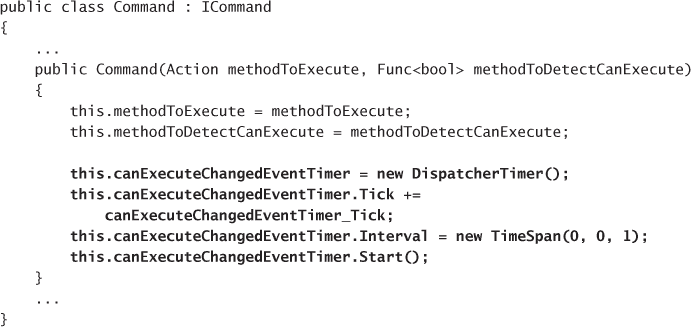 public class Command : ICommand
{
...
public Command(Action methodToExecute, Func<bool> methodToDetectCanExecute)
{
this.methodToExecute = methodToExecute;
this.methodToDetectCanExecute = methodToDetectCanExecute;
this.canExecuteChangedEventTimer = new DispatcherTimer();
this.canExecuteChangedEventTimer.Tick +=
canExecuteChangedEventTimer_Tick;
this.canExecuteChangedEventTimer.Interval = new TimeSpan(0, 0, 1);
this.canExecuteChangedEventTimer.Start();
}
...
}